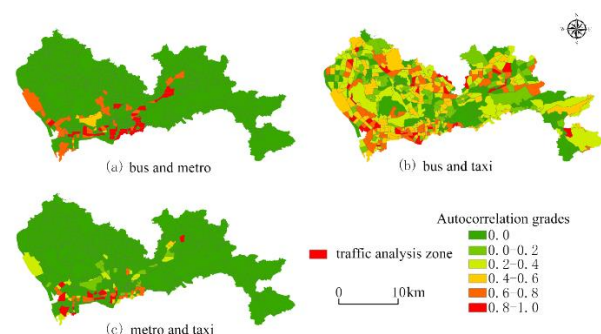 (a) bus and metro
(b) bus and taxi
(c) metro and taxi
traffic analysis zone
0 10km
Autocorrelation grades
0.0
0.0-0.2
0.2-0.4
0.4-0.6
0.6-0.8
0.8-1.0